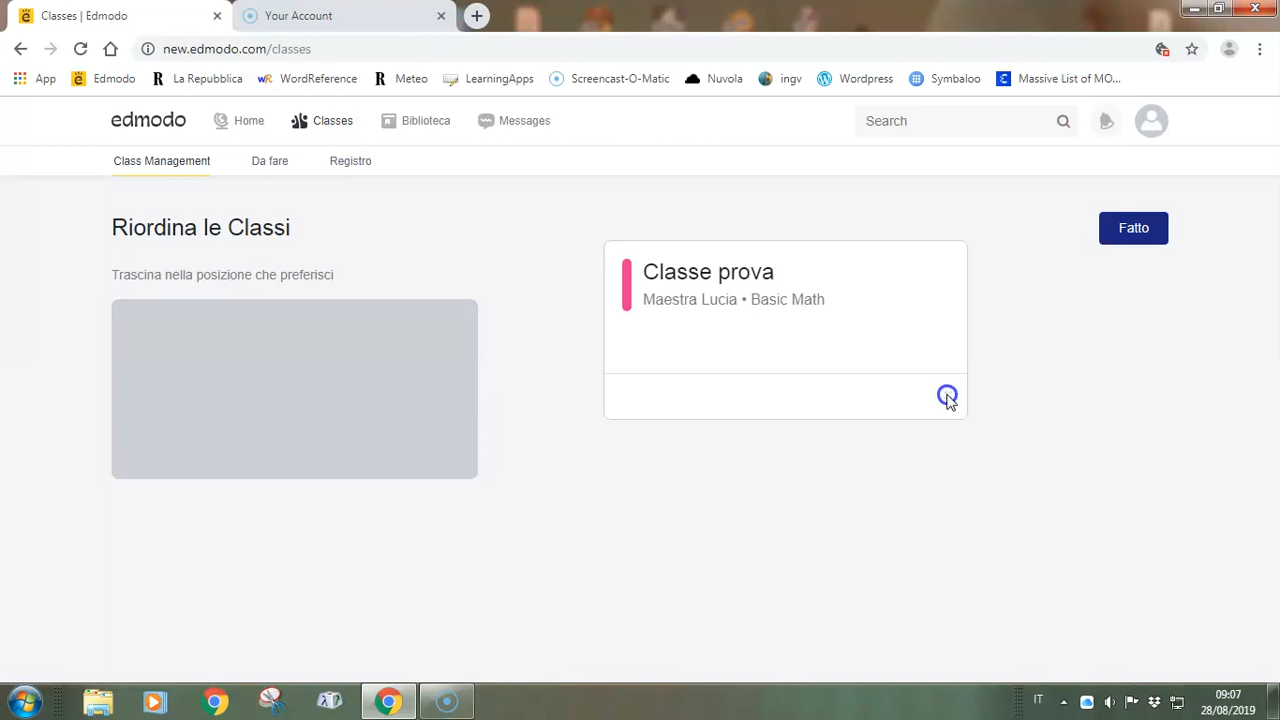 Classes | Edmodo
Your Account
new.edmodo.com/classes
App Edmodo La Repubblica WordReference Meteo LearningApps Screencast-O-Matic Nuvola ingv Wordpress Symbaloo Massive List of MO...
edmodo Home Classes Biblioteca Messages Search
Class Management Da fare Registro
Riordina le Classi
Fatto
Trascina nella posizione che preferisci
Classe prova
Maestra Lucia • Basic Math
IT
09:07
28/08/2019